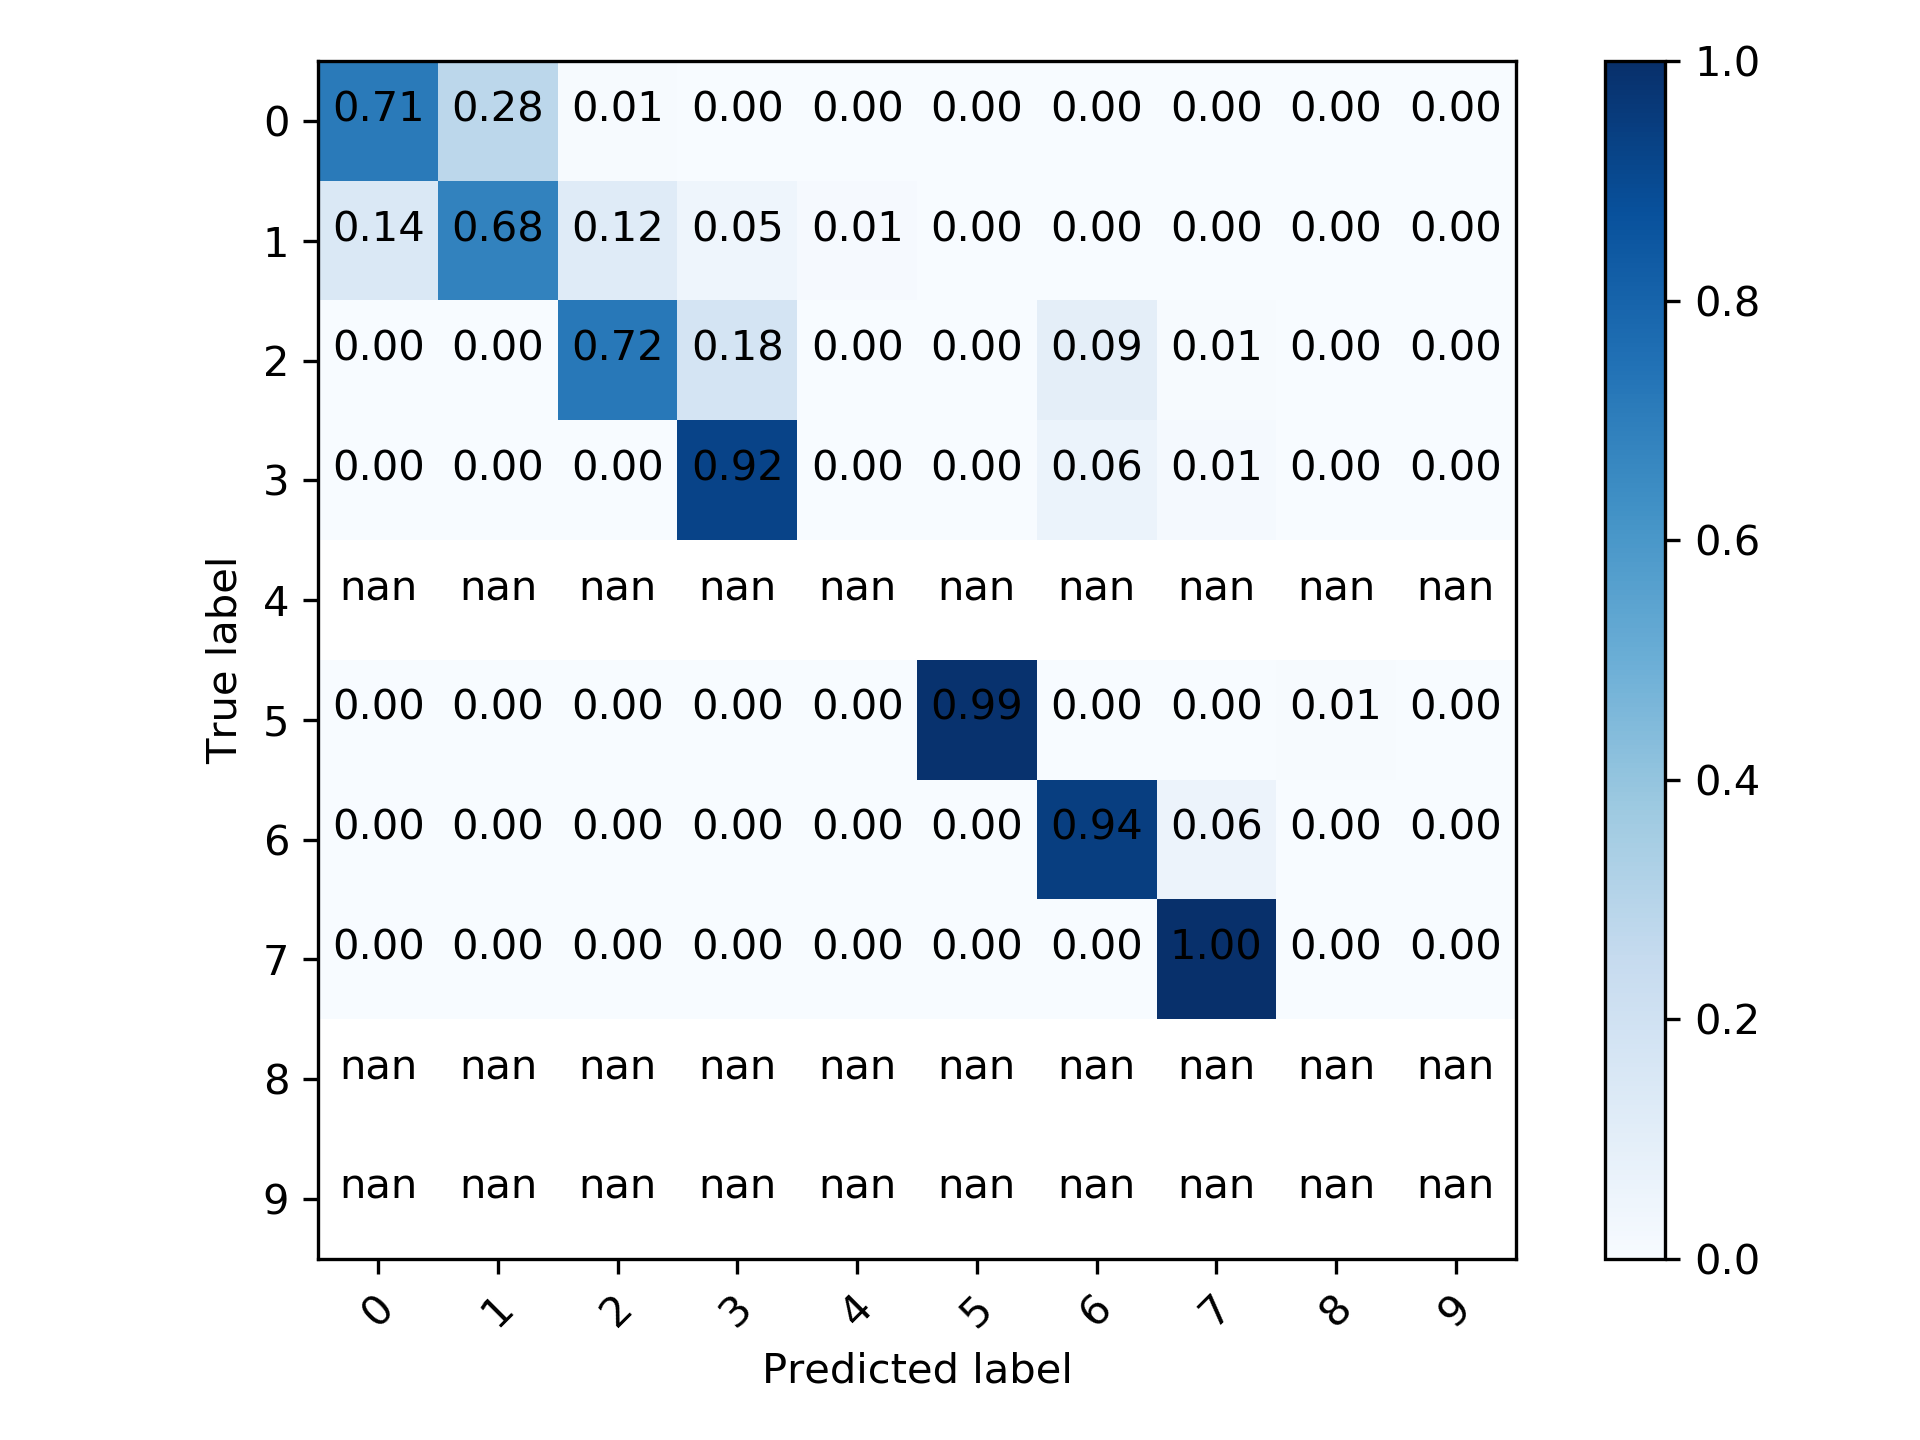 0 0.71 0.28 0.01 0.00 0.00 0.00 0.00 0.00 0.00 0.00
1 0.14 0.68 0.12 0.05 0.01 0.00 0.00 0.00 0.00 0.00
2 0.00 0.00 0.72 0.18 0.00 0.00 0.09 0.01 0.00 0.00
3 0.00 0.00 0.00 0.92 0.00 0.00 0.06 0.01 0.00 0.00
4 nan nan nan nan nan nan nan nan nan nan
5 0.00 0.00 0.00 0.00 0.00 0.99 0.00 0.00 0.01 0.00
6 0.00 0.00 0.00 0.00 0.00 0.00 0.94 0.06 0.00 0.00
7 0.00 0.00 0.00 0.00 0.00 0.00 0.00 1.00 0.00 0.00
8 nan nan nan nan nan nan nan nan nan nan
9 nan nan nan nan nan nan nan nan nan nan
0 1 2 3 4 5 6 7 8 9
Predicted label
True label
1.0
0.8
0.6
0.4
0.2
0.0